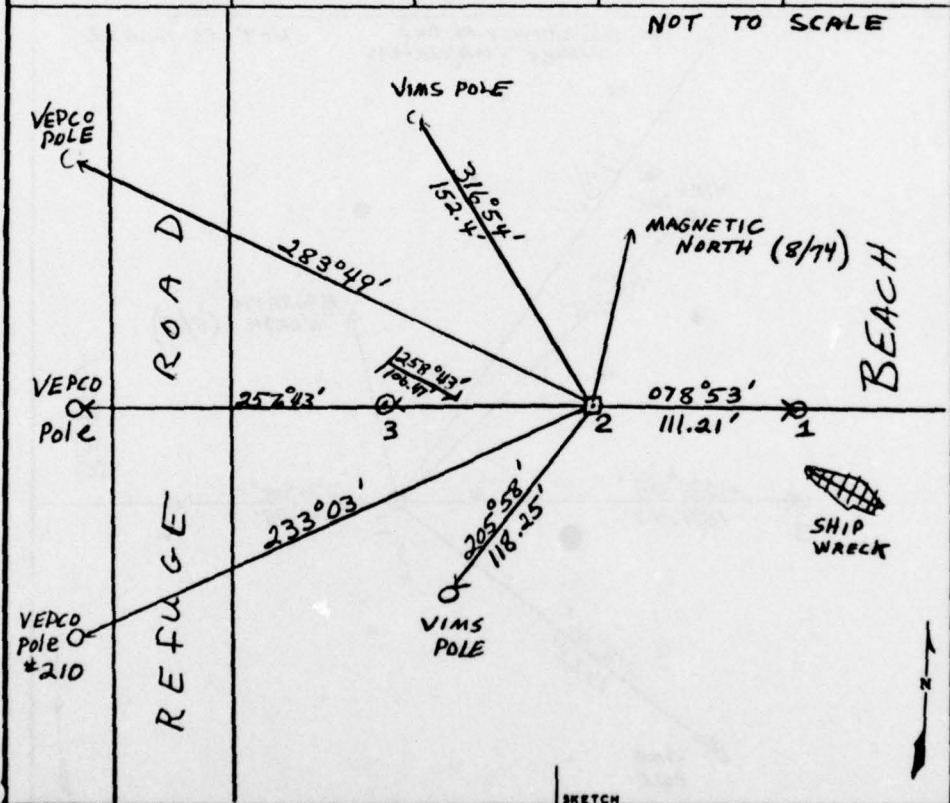 NOT TO SCALE
VIMS POLE
VEPCO
POLE
316°54'
152.4'
MAGNETIC
NORTH (8/74)
283°49'
REFUGE ROAD
BEACH
258°43'
106.47'
VEPCO
Pole
257°43'
3
2
078°53'
111.21'
1
233°03'
205°58'
118.25'
SHIP
WRECK
VIMS
POLE
VEPCO
Pole
#210
N
SKETCH